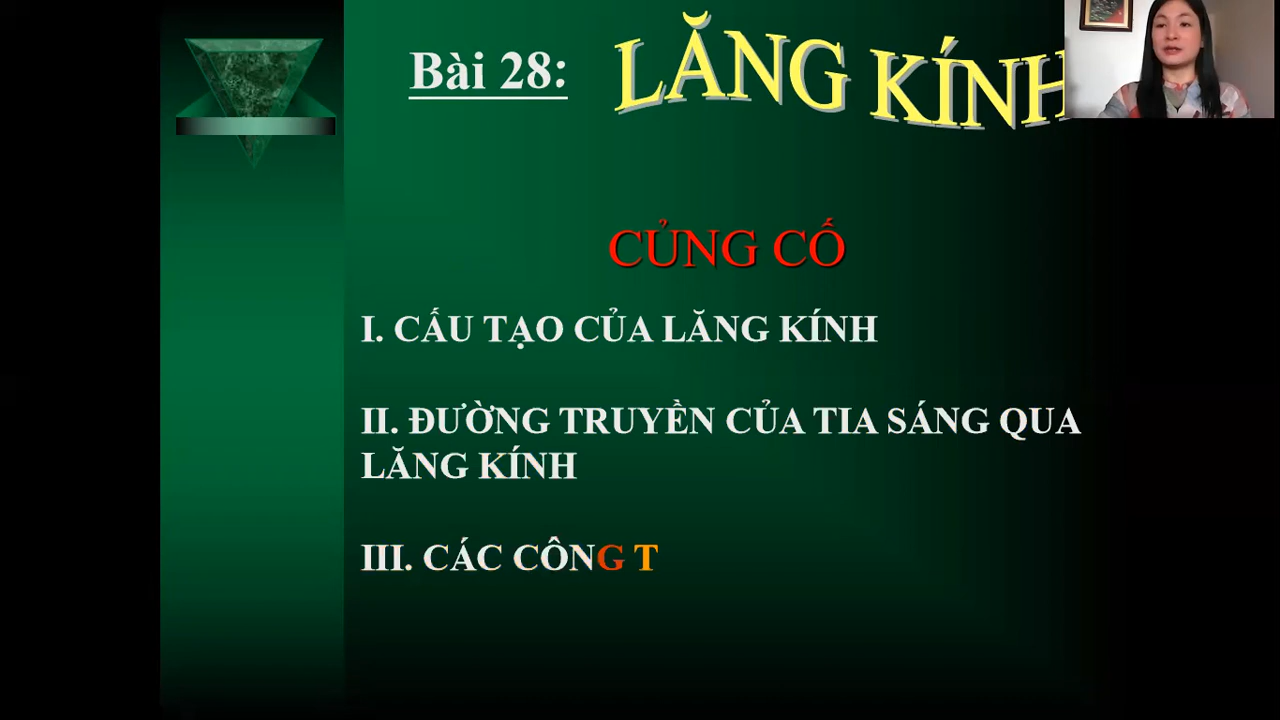 Bài 28:
LĂNG KÍNH
CỦNG CỐ
I. CẤU TẠO CỦA LĂNG KÍNH
II. ĐƯỜNG TRUYỀN CỦA TIA SÁNG QUA
LĂNG KÍNH
III. CÁC CÔNG T